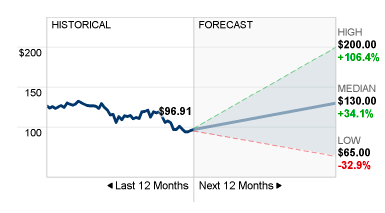 HISTORICAL
FORECAST
HIGH
$200.00
+106.4%
MEDIAN
$130.00
+34.1%
LOW
$65.00
-32.9%
$200
150
100
$96.91
◄ Last 12 Months
Next 12 Months ►